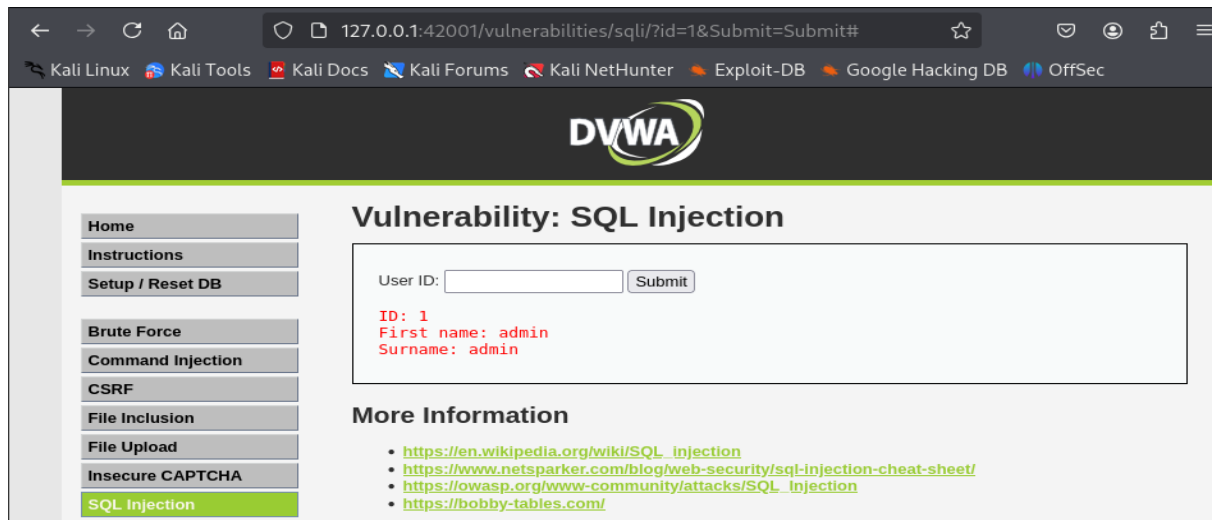 127.0.0.1:42001/vulnerabilities/sqli/?id=1&Submit=Submit#
Kali Linux Kali Tools Kali Docs Kali Forums Kali NetHunter Exploit-DB Google Hacking DB OffSec
DVWA
Home
Instructions
Setup / Reset DB
Brute Force
Command Injection
CSRF
File Inclusion
File Upload
Insecure CAPTCHA
SQL Injection
Vulnerability: SQL Injection
User ID: Submit
ID: 1
First name: admin
Surname: admin
More Information
https://en.wikipedia.org/wiki/SQL_injection
https://www.netsparker.com/blog/web-security/sql-injection-cheat-sheet/
https://owasp.org/www-community/attacks/SQL_Injection
https://bobby-tables.com/